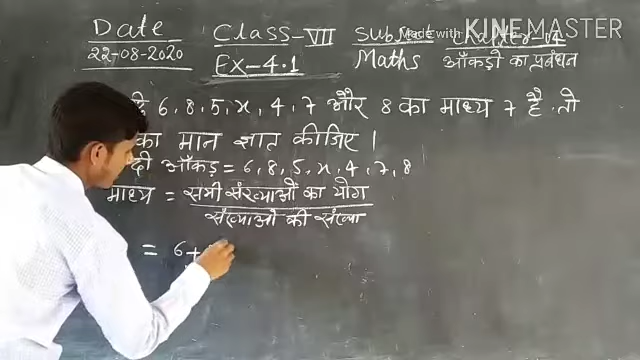 Made with KINEMASTER
Date Class-VII Subject Chapter-4
22-08-2020 Ex-4.1 Maths आँकड़ो का प्रबंधन
6, 8, 5, x, 4, 7 और 8 का माध्य 7 है तो
का मान ज्ञात कीजिए ।
दी आँकड़ = 6, 8, 5, x, 4, 7, 8
माध्य = सभी संख्याओं का योग
संख्याओ की संख्या
= 6+